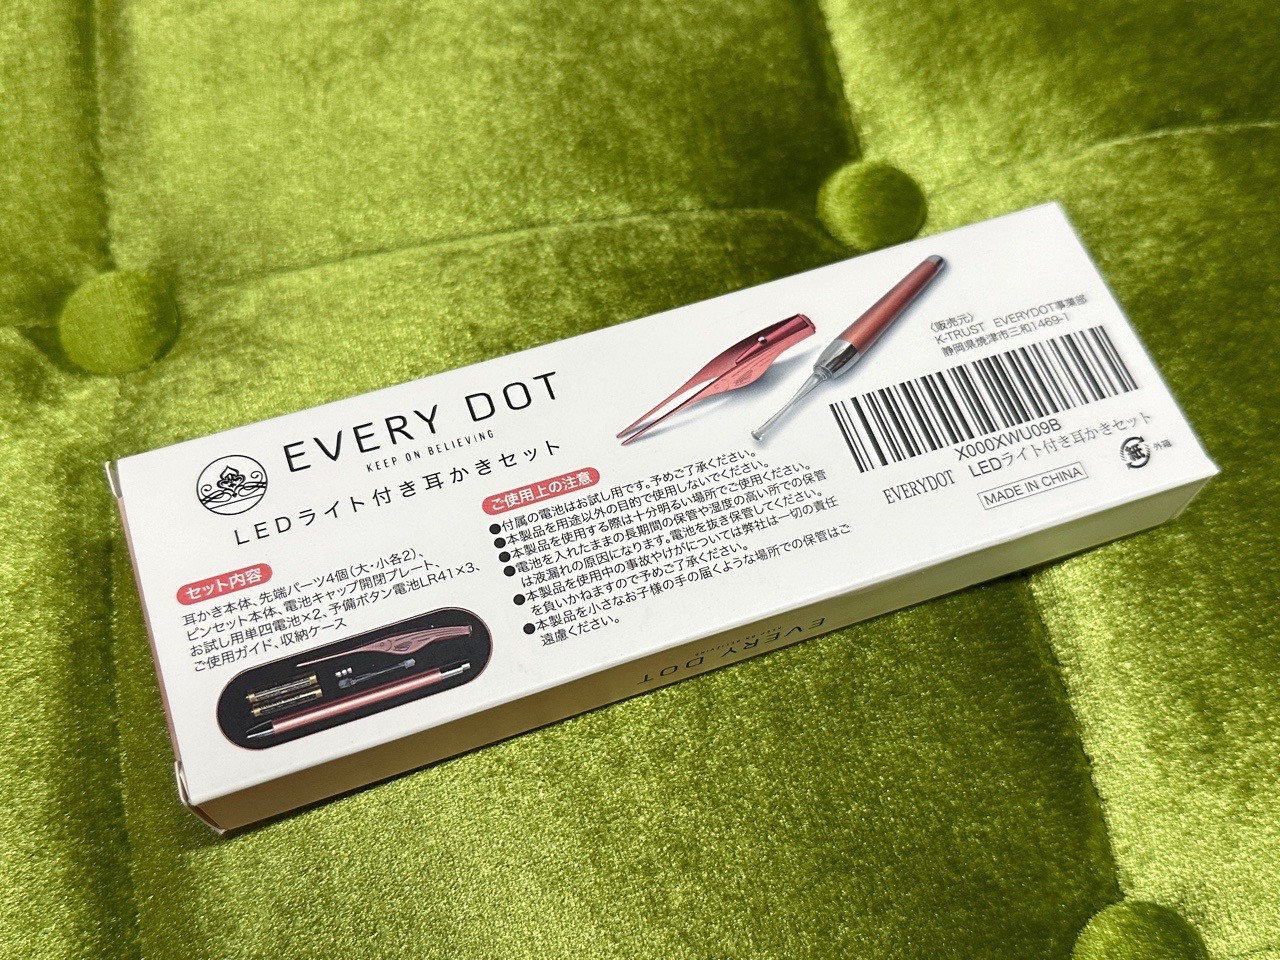 EVERY DOT
KEEP ON BELIEVING
LEDライト付き耳かきセット
セット内容
耳かき本体、先端パーツ4個(大・小各2)、
ピンセット本体、電池キャップ開閉プレート、
お試し用単四電池×2、予備ボタン電池LR41×3、
ご使用ガイド、収納ケース
ご使用上の注意
●付属の電池はお試し用です。予めご了承ください。
●本製品を用途以外の目的で使用しないでください。
●本製品を使用する際は十分明るい場所でご使用ください。
●電池を入れたままの長期間の保管や湿度の高い所での保管
は液漏れの原因になります。電池を抜き保管してください。
●本製品を使用中の事故やけがについては弊社は一切の責任
を負いかねますので予めご了承ください。
●本製品を小さなお子様の手の届くような場所での保管はご
遠慮ください。
〈販売元〉
K-TRUST EVERYDOT事業部
静岡県焼津市三和1469-1
X000XWU09B
EVERYDOT LEDライト付き耳かきセット
MADE IN CHINA
紙 外箱
EVERY DOT
KEEP ON BELIEVING